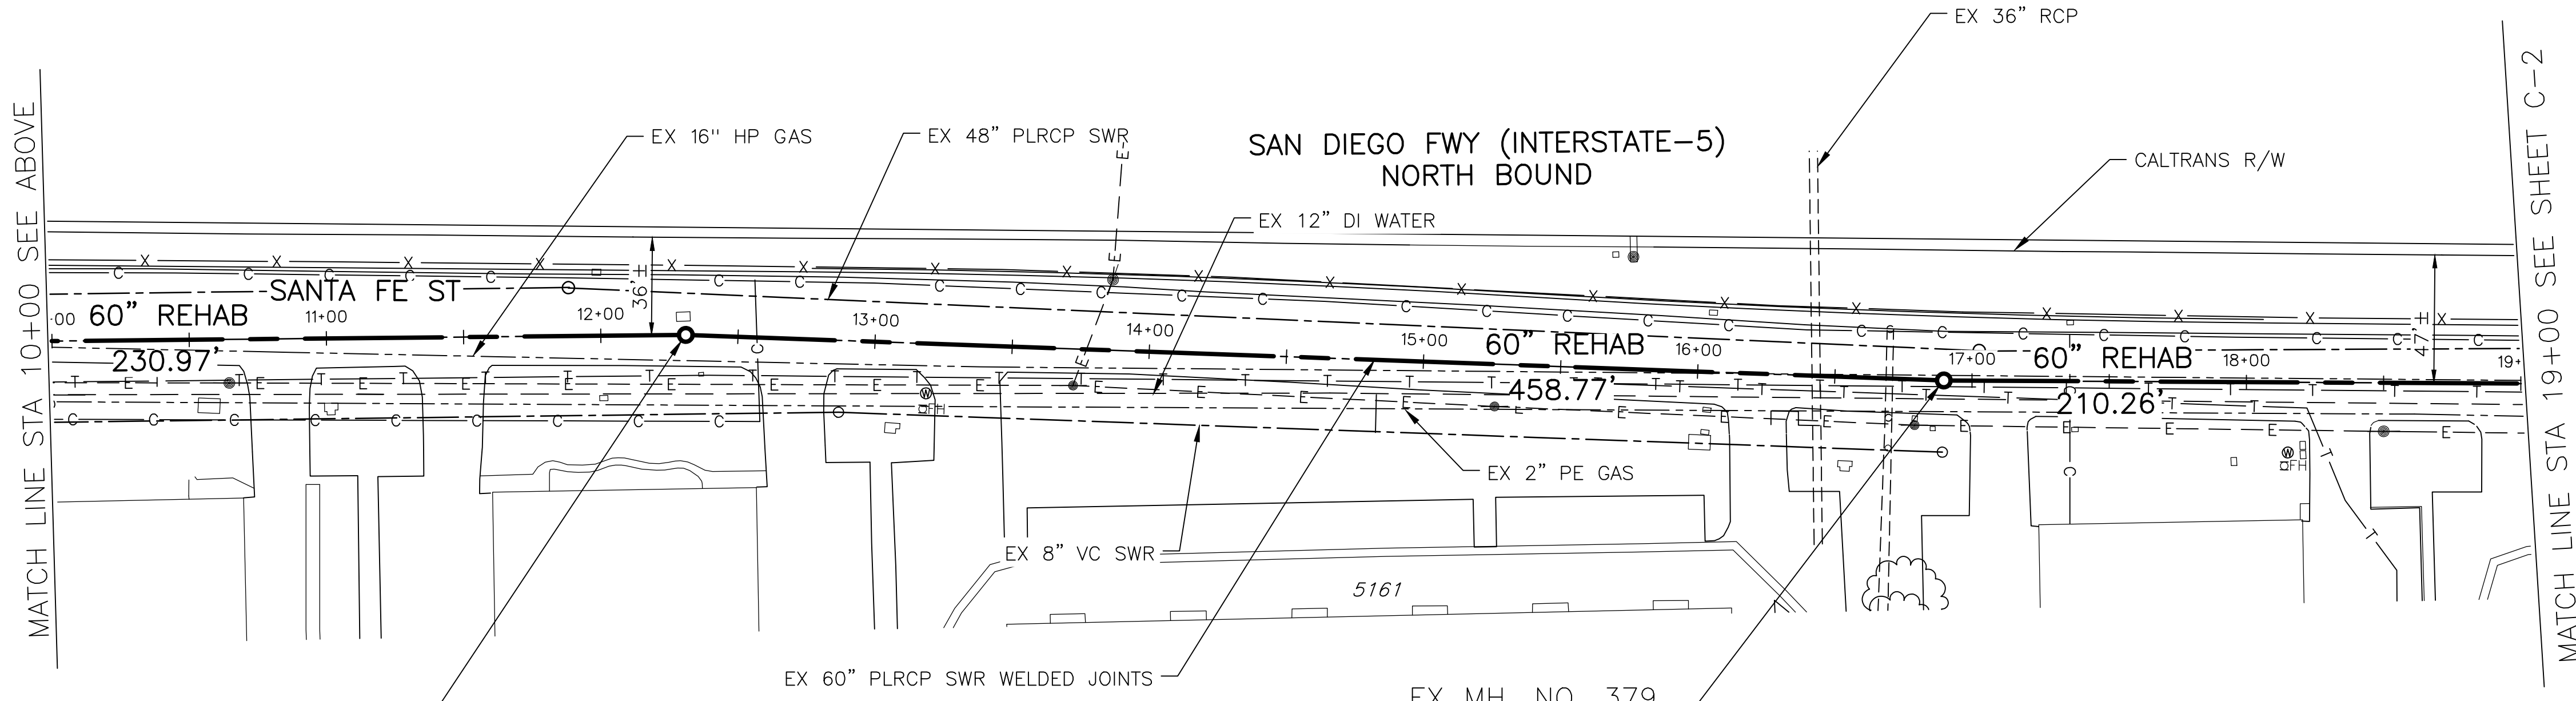 EX 36" RCP
MATCH LINE STA 10+00 SEE ABOVE
MATCH LINE STA 19+00 SEE SHEET C-2
EX 16" HP GAS
EX 48" PLRCP SWR
SAN DIEGO FWY (INTERSTATE-5)
NORTH BOUND
CALTRANS R/W
EX 12" DI WATER
36'±
47'±
SANTA FE ST
60" REHAB
230.97'
11+00
12+00
13+00
14+00
15+00
60" REHAB
458.77'
16+00
17+00
60" REHAB
210.26'
18+00
FH
FH
EX 2" PE GAS
EX 8" VC SWR
5161
EX 60" PLRCP SWR WELDED JOINTS
EX MH NO 379